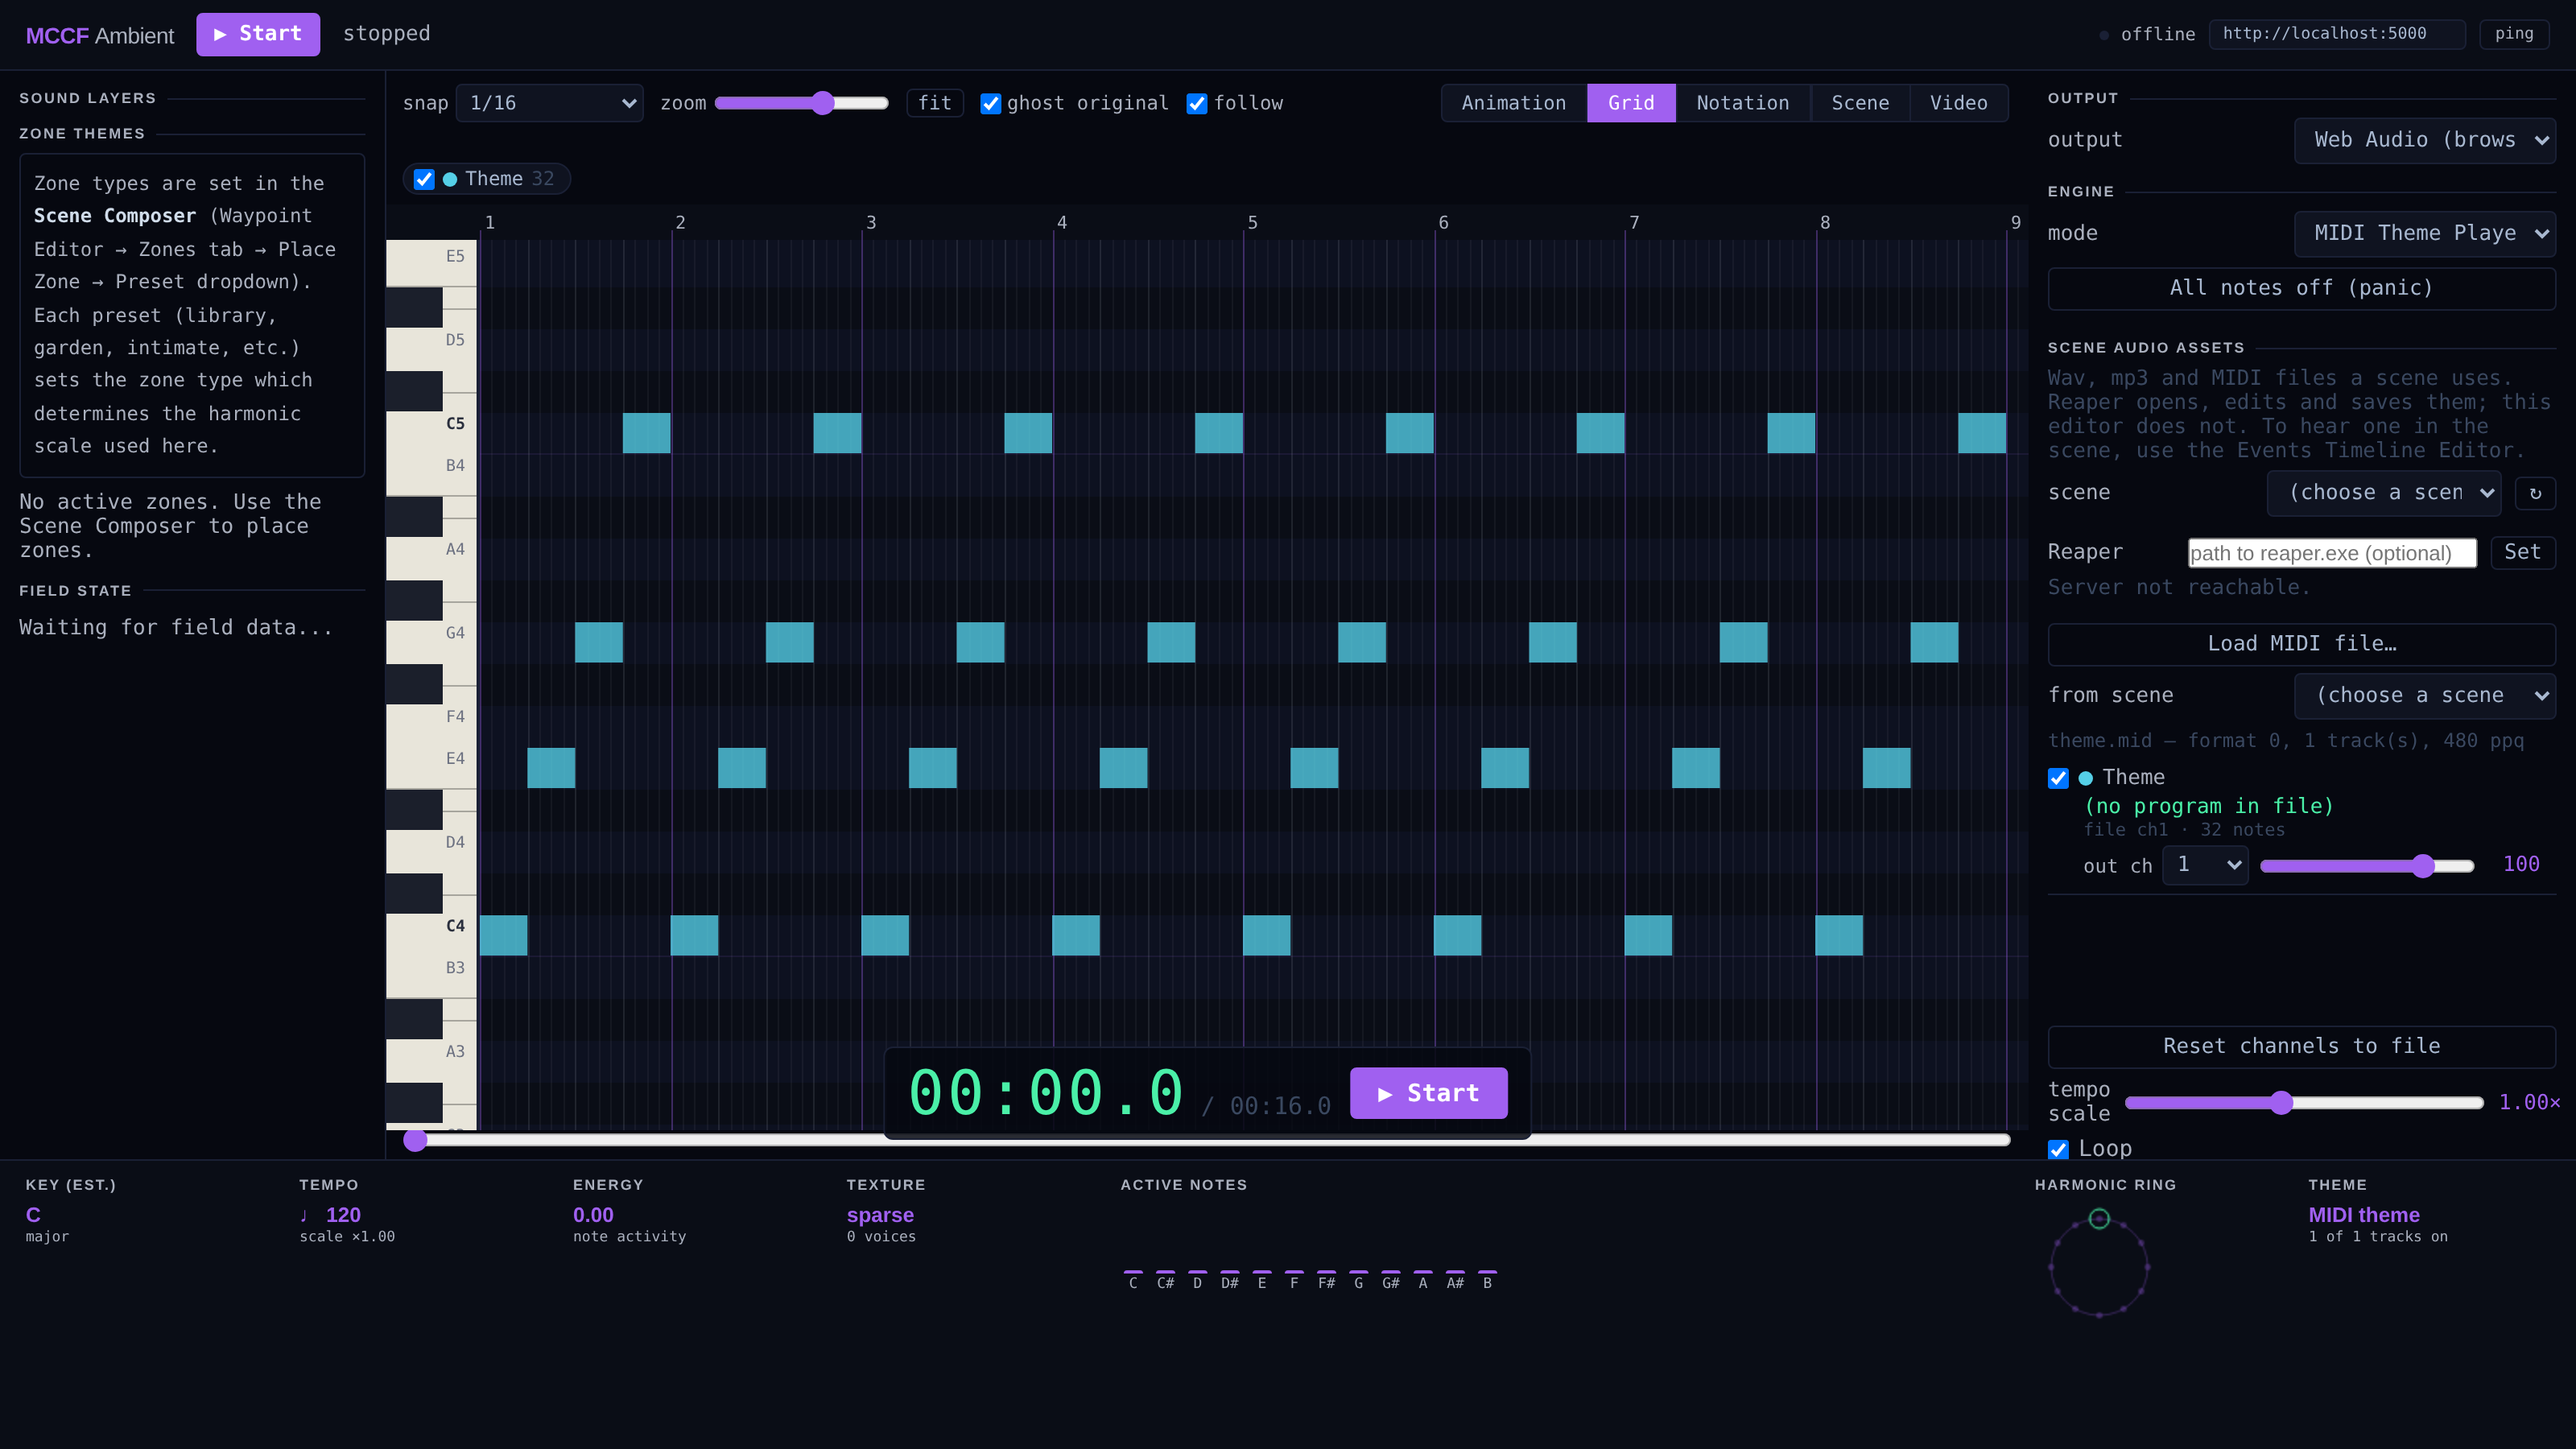 MCCF Ambient
▶ Start
stopped
offline
http://localhost:5000
ping
SOUND LAYERS
ZONE THEMES
Zone types are set in the
Scene Composer (Waypoint
Editor → Zones tab → Place
Zone → Preset dropdown).
Each preset (library,
garden, intimate, etc.)
sets the zone type which
determines the harmonic
scale used here.
No active zones. Use the
Scene Composer to place
zones.
FIELD STATE
Waiting for field data...
snap 1/16 zoom fit ghost original follow
Animation Grid Notation Scene Video
Theme 32
1 2 3 4 5 6 7 8 9
E5
D5
C5
B4
A4
G4
F4
E4
D4
C4
B3
A3
00:00.0 / 00:16.0 ▶ Start
OUTPUT
output Web Audio (brows
ENGINE
mode MIDI Theme Playe
All notes off (panic)
SCENE AUDIO ASSETS
Wav, mp3 and MIDI files a scene uses.
Reaper opens, edits and saves them; this
editor does not. To hear one in the
scene, use the Events Timeline Editor.
scene (choose a scen ↻
Reaper path to reaper.exe (optional) Set
Server not reachable.
Load MIDI file…
from scene (choose a scene
theme.mid — format 0, 1 track(s), 480 ppq
Theme
(no program in file)
file ch1 · 32 notes
out ch 1 100
Reset channels to file
tempo
scale 1.00×
Loop
KEY (EST.)
C
major
TEMPO
♩ 120
scale ×1.00
ENERGY
0.00
note activity
TEXTURE
sparse
0 voices
ACTIVE NOTES
C C# D D# E F F# G G# A A# B
HARMONIC RING
THEME
MIDI theme
1 of 1 tracks on